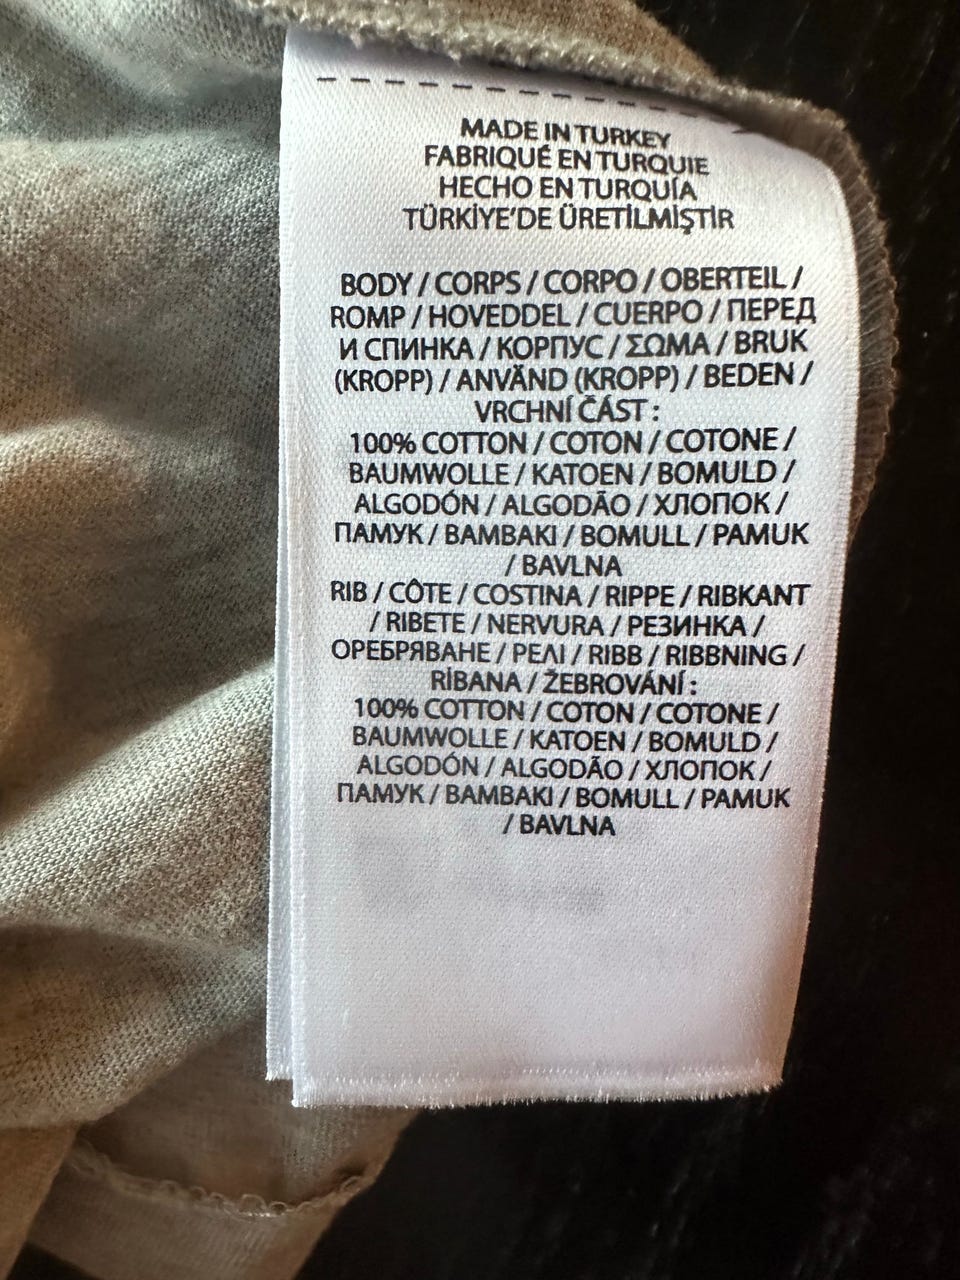 MADE IN TURKEY
FABRIQUÉ EN TURQUIE
HECHO EN TURQUÍA
TÜRKİYE'DE ÜRETİLMİŞTİR
BODY / CORPS / CORPO / OBERTEIL /
ROMP / HOVEDDEL / CUERPO / ПЕРЕД
И СПИНКА / КОРПУС / ΣΩΜΑ / BRUK
(KROPP) / ANVÄND (KROPP) / BEDEN /
VRCHNÍ ČÁST :
100% COTTON / COTON / COTONE /
BAUMWOLLE / KATOEN / BOMULD /
ALGODÓN / ALGODÃO / ХЛОПОК /
ПАМУК / ΒΑΜΒΑΚΙ / BOMULL / PAMUK
/ BAVLNA
RIB / CÔTE / COSTINA / RIPPE / RIBKANT
/ RIBETE / NERVURA / РЕЗИНКА /
ОРЕБРЯВАНЕ / ΡΕΛΙ / RIBB / RIBBNING /
RİBANA / ŽEBROVÁNÍ :
100% COTTON / COTON / COTONE /
BAUMWOLLE / KATOEN / BOMULD /
ALGODÓN / ALGODÃO / ХЛОПОК /
ПАМУК / ΒΑΜΒΑΚΙ / BOMULL / PAMUK
/ BAVLNA